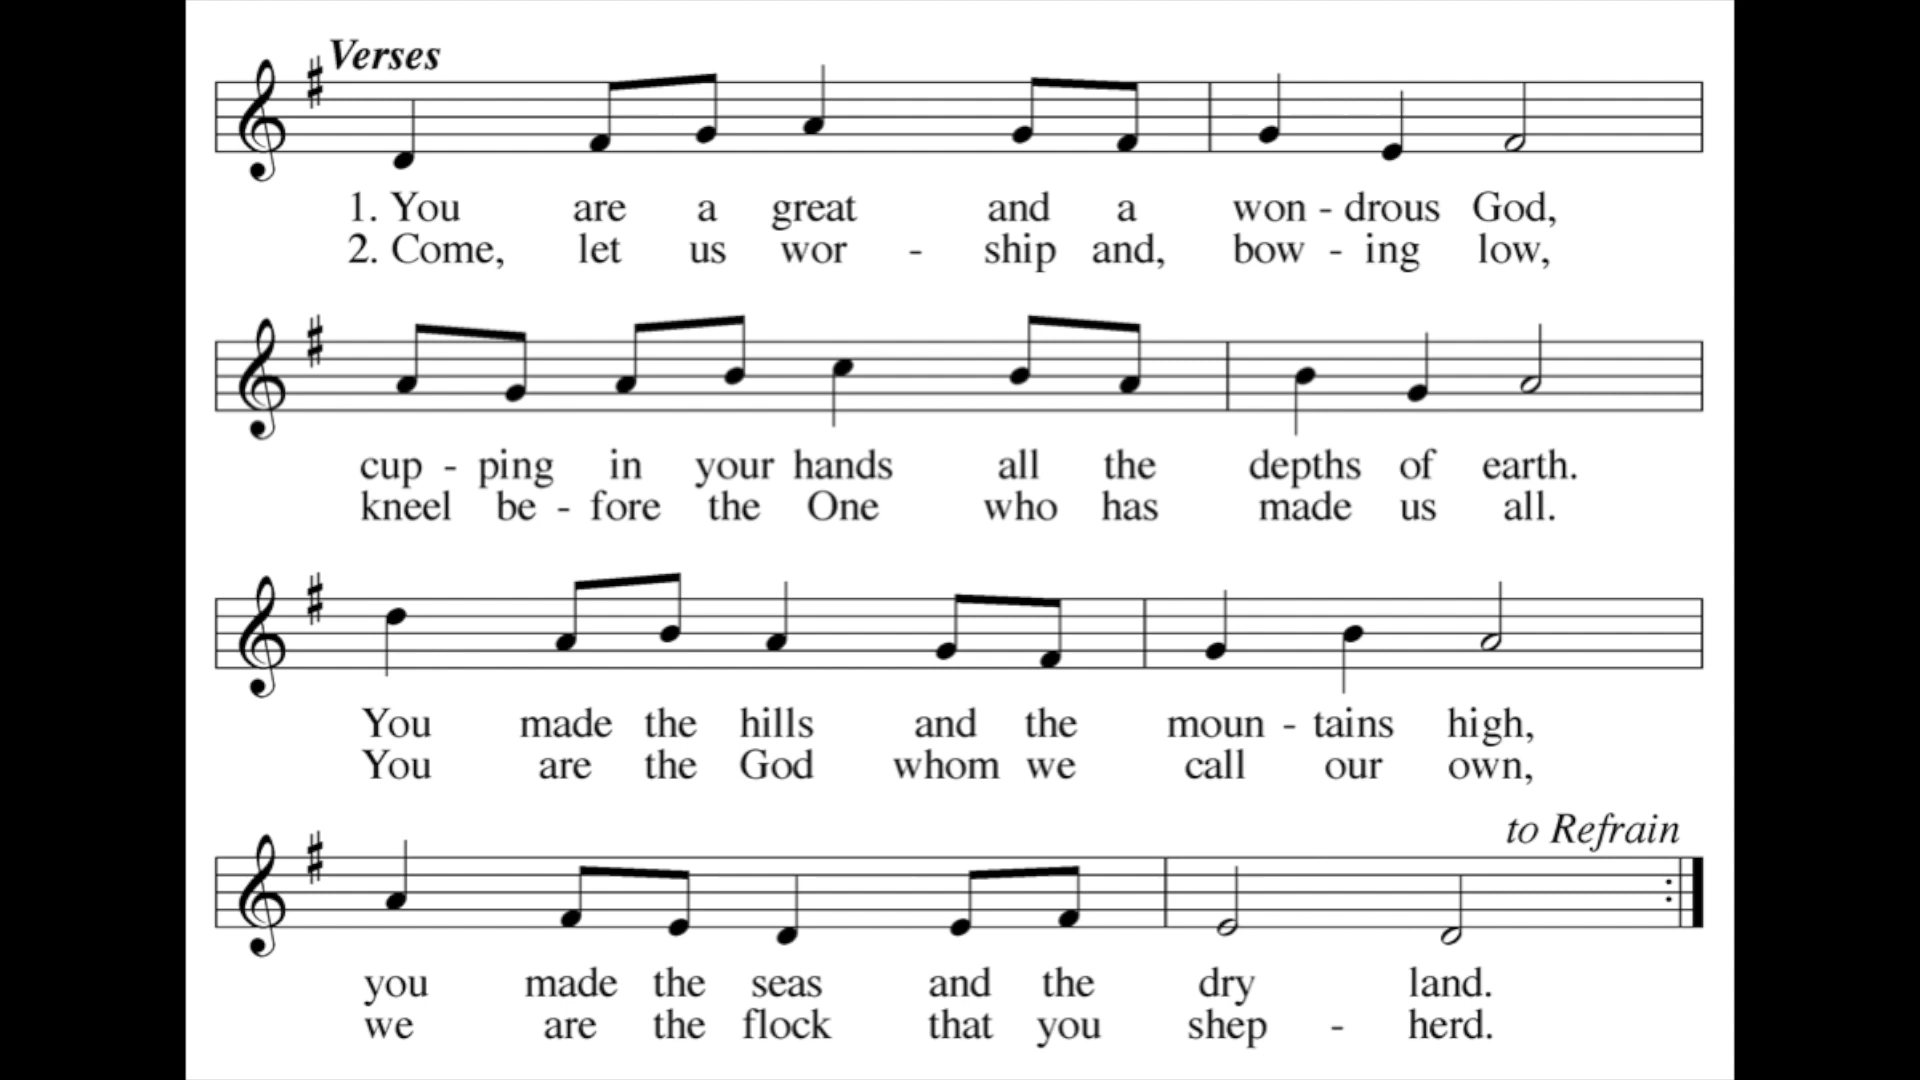 Verses
1. You are a great and a won - drous God,
2. Come, let us wor - ship and, bow - ing low,
cup - ping in your hands all the depths of earth.
kneel be - fore the One who has made us all.
You made the hills and the moun - tains high,
You are the God whom we call our own,
to Refrain
you made the seas and the dry land.
we are the flock that you shep - herd.